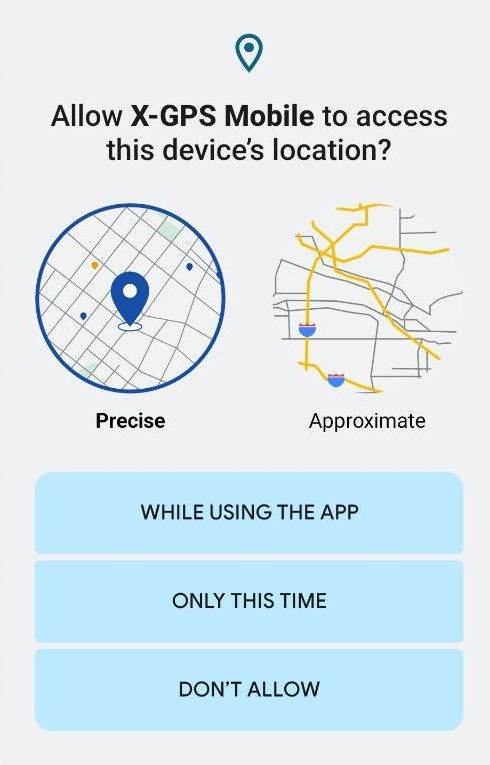 Allow X-GPS Mobile to access
this device’s location?
Precise
Approximate
WHILE USING THE APP
ONLY THIS TIME
DON’T ALLOW